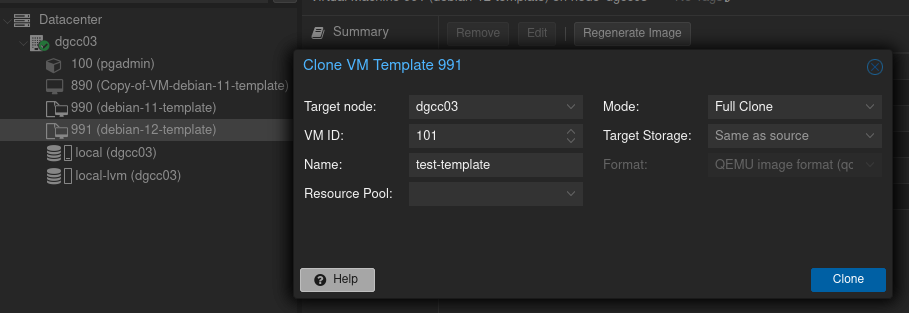 Datacenter
dgcc03
100 (pgadmin)
890 (Copy-of-VM-debian-11-template)
990 (debian-11-template)
991 (debian-12-template)
local (dgcc03)
local-lvm (dgcc03)
Summary
Remove
Edit
Regenerate Image
Clone VM Template 991
Target node:
dgcc03
Mode:
Full Clone
VM ID:
101
Target Storage:
Same as source
Name:
test-template
Format:
QEMU image format (qc
Resource Pool:
Help
Clone